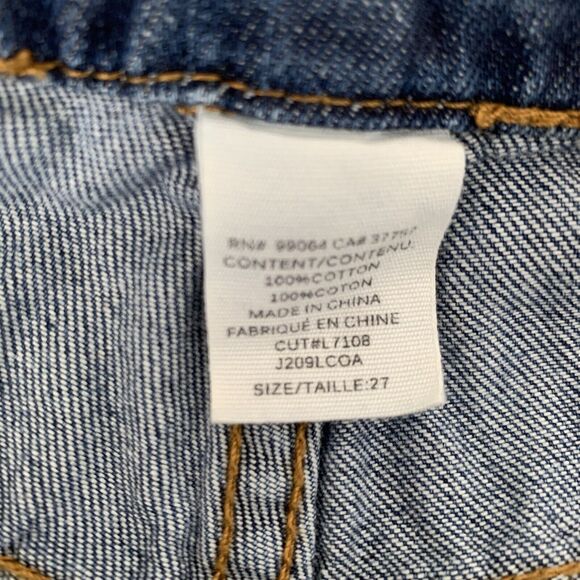 RN# 99064 CA# 37757
CONTENT/CONTENU
100%COTTON
100%COTON
MADE IN CHINA
FABRIQUÉ EN CHINE
CUT#L7108
J209LCOA
SIZE/TAILLE:27